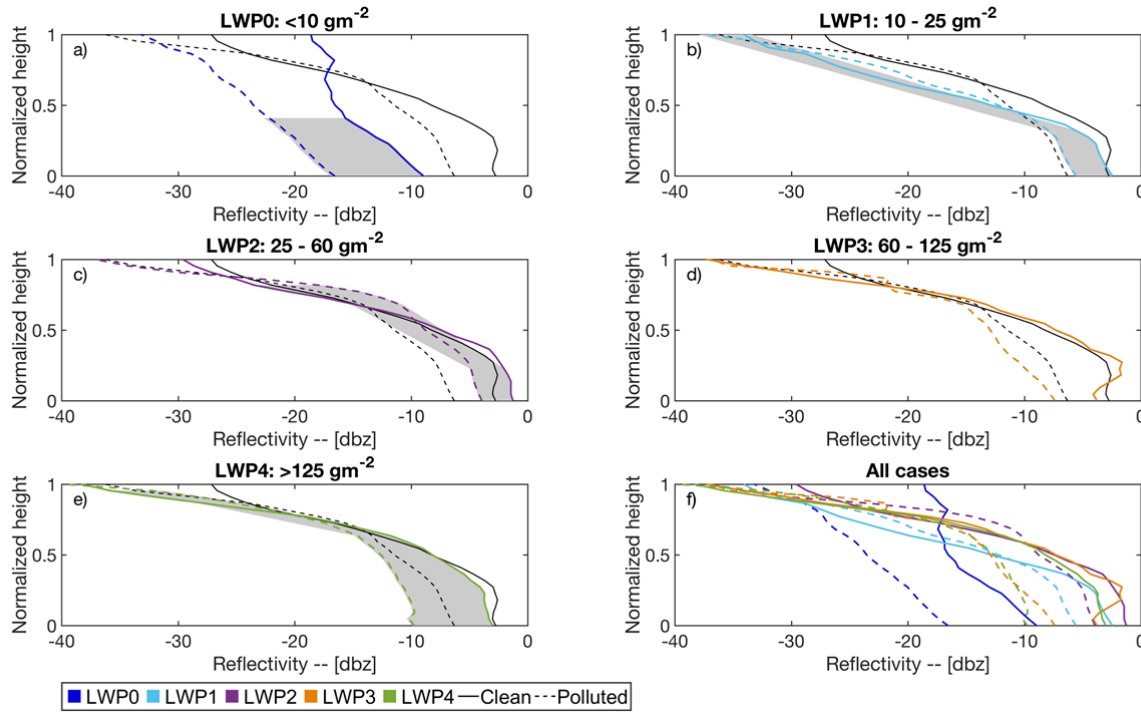 LWP0: <10 gm-2
a)
1
0.5
0
Normalized height
-40 -30 -20 -10 0
Reflectivity -- [dbz]
LWP1: 10 - 25 gm-2
b)
1
0.5
0
Normalized height
-40 -30 -20 -10 0
Reflectivity -- [dbz]
LWP2: 25 - 60 gm-2
c)
1
0.5
0
Normalized height
-40 -30 -20 -10 0
Reflectivity -- [dbz]
LWP3: 60 - 125 gm-2
d)
1
0.5
0
Normalized height
-40 -30 -20 -10 0
Reflectivity -- [dbz]
LWP4: >125 gm-2
e)
1
0.5
0
Normalized height
-40 -30 -20 -10 0
Reflectivity -- [dbz]
All cases
f)
1
0.5
0
Normalized height
-40 -30 -20 -10 0
Reflectivity -- [dbz]
LWP0 LWP1 LWP2 LWP3 LWP4 Clean Polluted